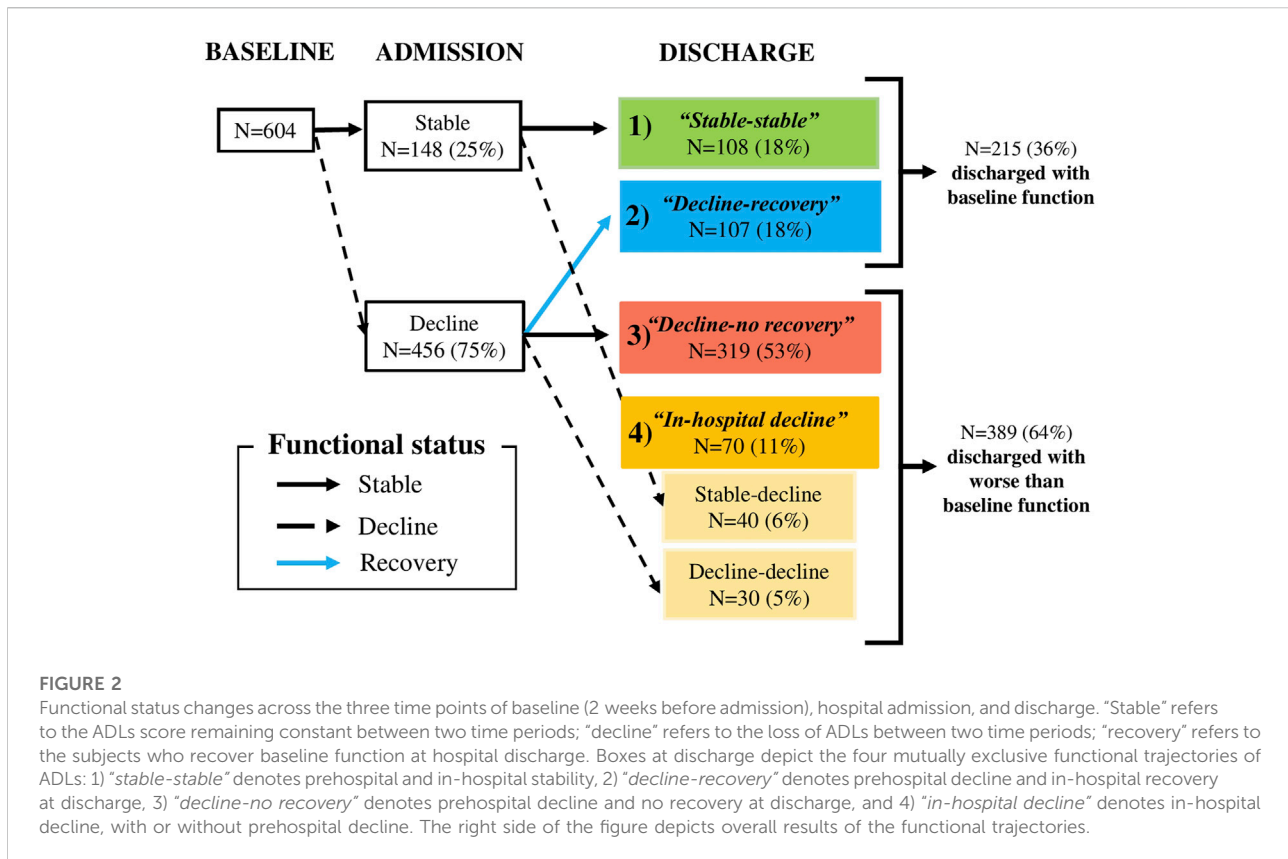 BASELINE ADMISSION DISCHARGE
N=604
Stable
N=148 (25%)
Decline
N=456 (75%)
1) “Stable-stable”
N=108 (18%)
2) “Decline-recovery”
N=107 (18%)
3) “Decline-no recovery”
N=319 (53%)
4) “In-hospital decline”
N=70 (11%)
Stable-decline
N=40 (6%)
Decline-decline
N=30 (5%)
N=215 (36%)
discharged with
baseline function
N=389 (64%)
discharged with
worse than
baseline function
Functional status
Stable
Decline
Recovery
FIGURE 2
Functional status changes across the three time points of baseline (2 weeks before admission), hospital admission, and discharge. “Stable” refers
to the ADLs score remaining constant between two time periods; “decline” refers to the loss of ADLs between two time periods; “recovery” refers to
the subjects who recover baseline function at hospital discharge. Boxes at discharge depict the four mutually exclusive functional trajectories of
ADLs: 1) “stable-stable” denotes prehospital and in-hospital stability, 2) “decline-recovery” denotes prehospital decline and in-hospital recovery
at discharge, 3) “decline-no recovery” denotes prehospital decline and no recovery at discharge, and 4) “in-hospital decline” denotes in-hospital
decline, with or without prehospital decline. The right side of the figure depicts overall results of the functional trajectories.